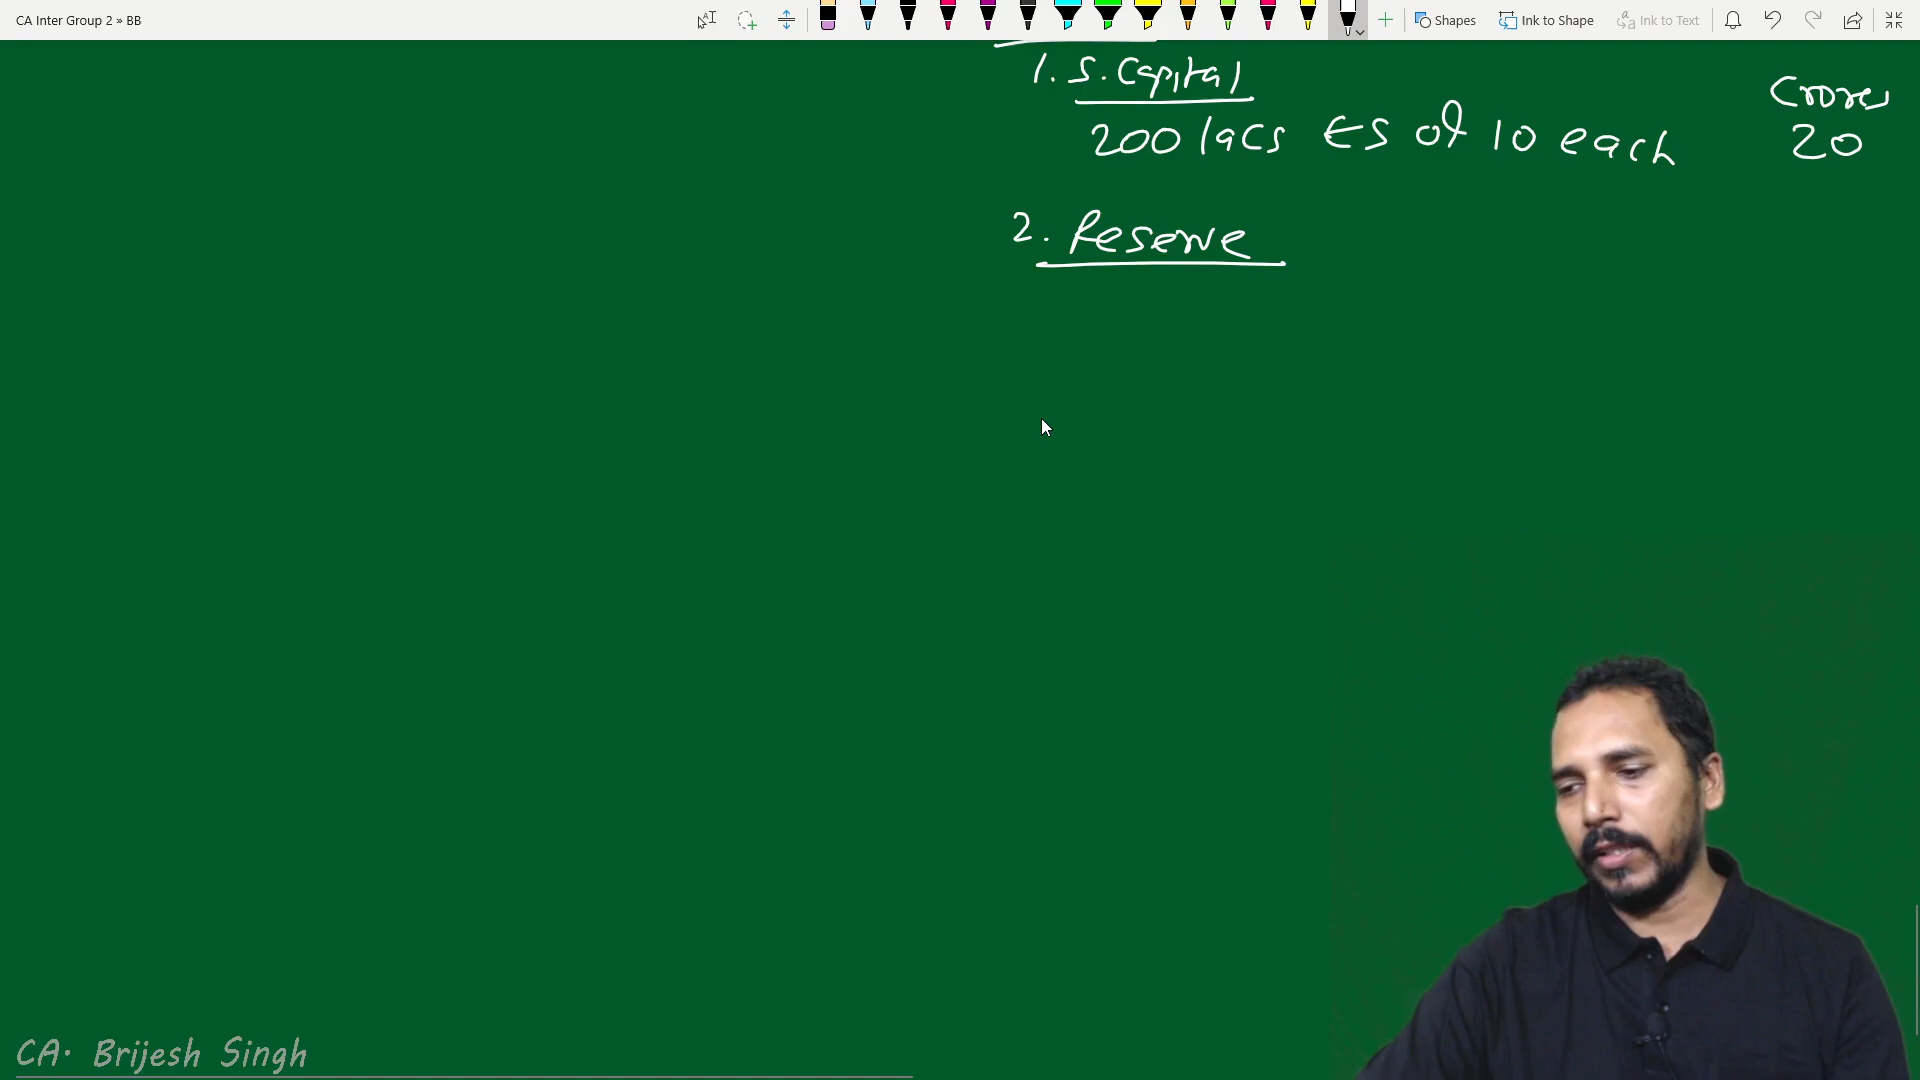 CA Inter Group 2 » BB
Shapes
Ink to Shape
Ink to Text
1. S. Capital
Crores
200 lacs ES of 10 each 20
2. Reserve
CA. Brijesh Singh